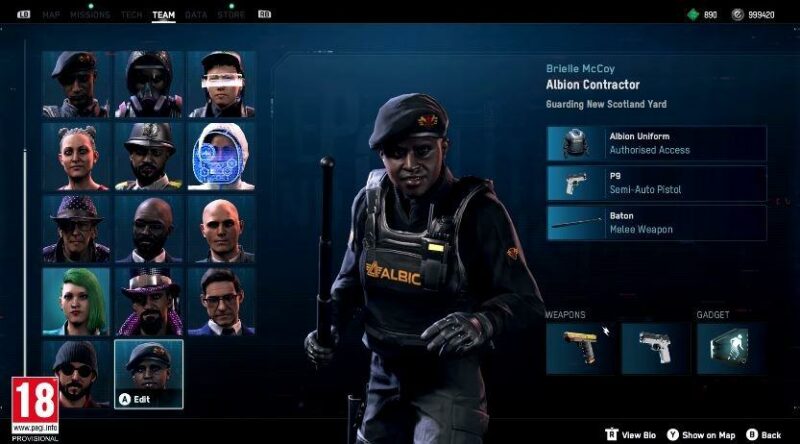 LB MAP MISSIONS TECH TEAM DATA STORE RB 890 999420
Brielle McCoy
Albion Contractor
Guarding New Scotland Yard
Albion Uniform
Authorised Access
P9
Semi-Auto Pistol
Baton
Melee Weapon
ALBIO
WEAPONS GADGET
A Edit
18
www.pegi.info
PROVISIONAL
RT View Bio Y Show on Map B Back